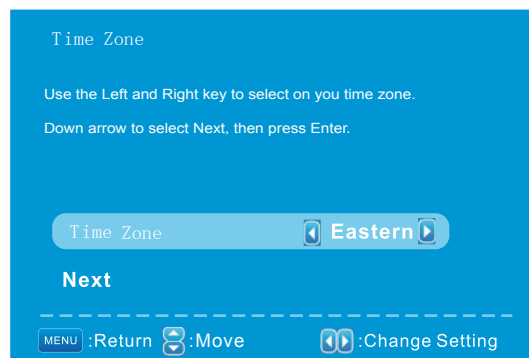 Time Zone
Use the Left and Right key to select on you time zone.
Down arrow to select Next, then press Enter.
Time Zone Eastern
Next
MENU :Return :Move :Change Setting